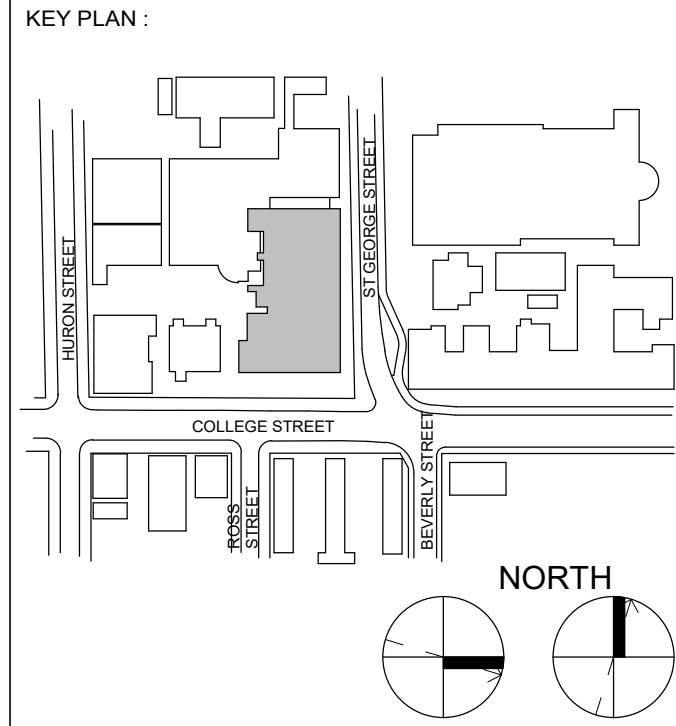 KEY PLAN :
HURON STREET
ST GEORGE STREET
COLLEGE STREET
ROSS
STREET
BEVERLY STREET
NORTH